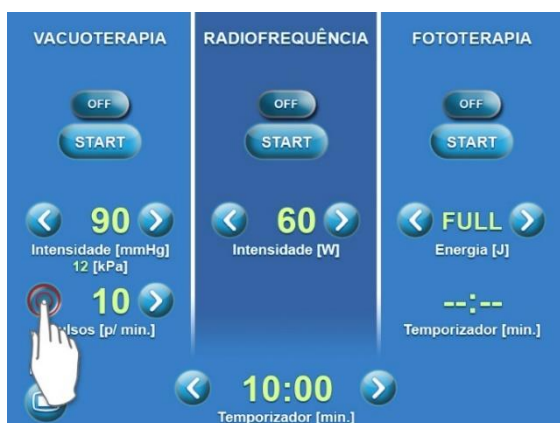 VACUOTERAPIA
OFF
START
90
Intensidade [mmHg]
12 [kPa]
10
[p/ min.]
RADIOFREQUÊNCIA
OFF
START
60
Intensidade [W]
FOTOTERAPIA
OFF
START
FULL
Energia [J]
--:--
Temporizador [min.]
10:00
Temporizador [min.]